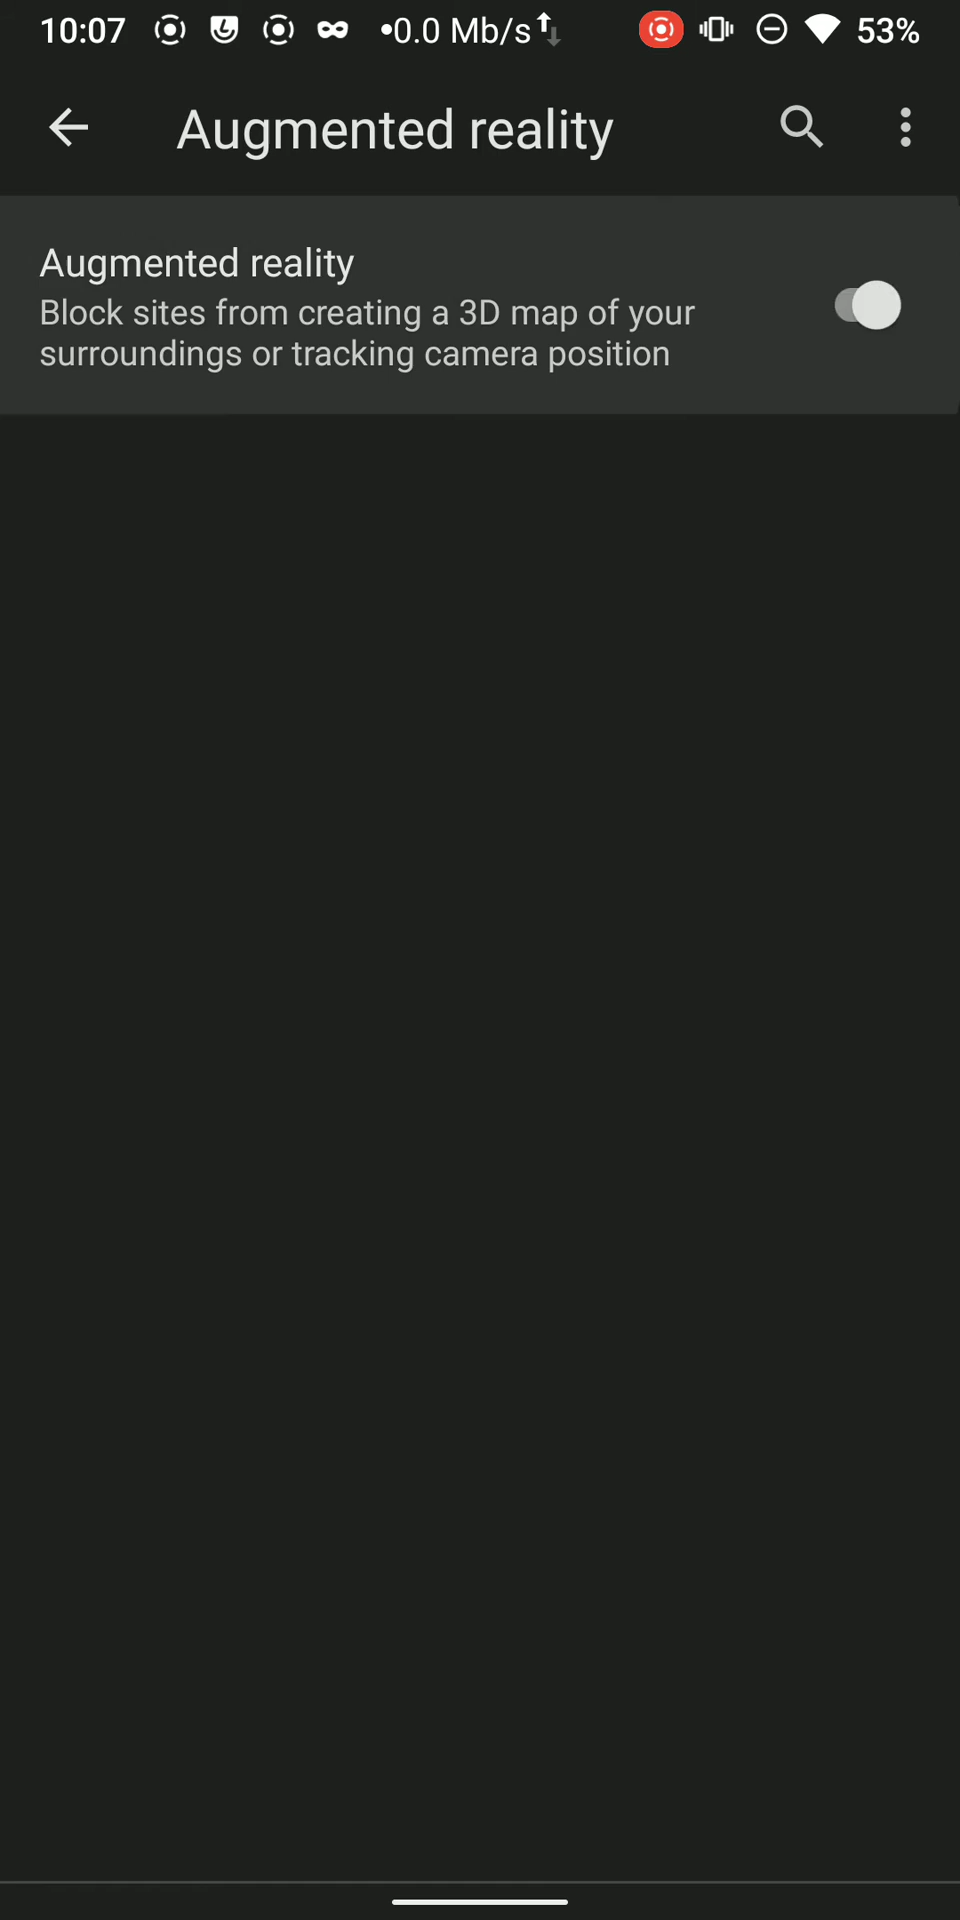 10:07 •0.0 Mb/s 53%
Augmented reality
Augmented reality
Block sites from creating a 3D map of your
surroundings or tracking camera position